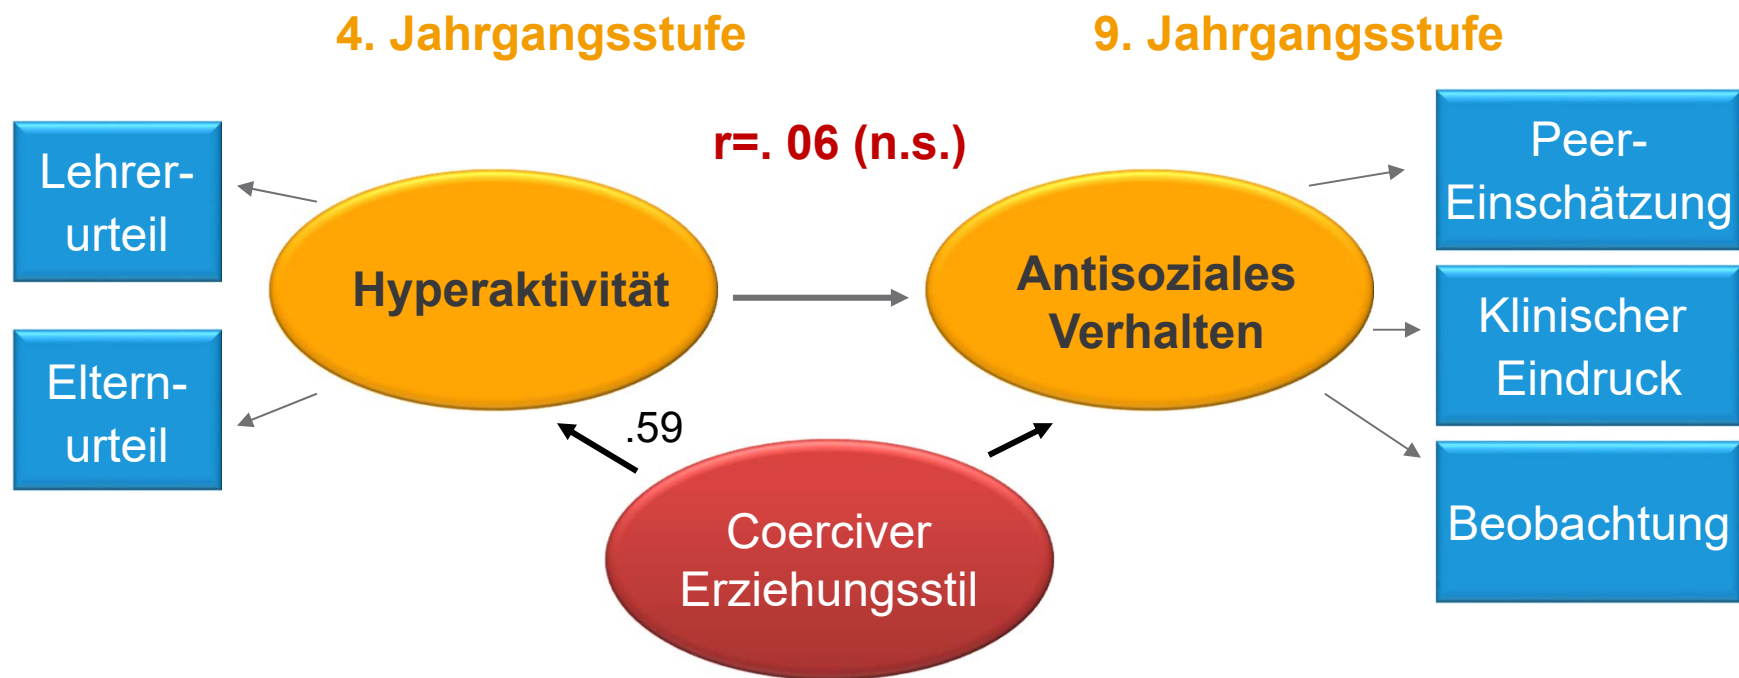 4. Jahrgangsstufe
9. Jahrgangsstufe
r=. 06 (n.s.)
Lehrer-
urteil
Eltern-
urteil
Hyperaktivität
Antisoziales
Verhalten
Peer-
Einschätzung
Klinischer
Eindruck
Beobachtung
.59
Coerciver
Erziehungsstil